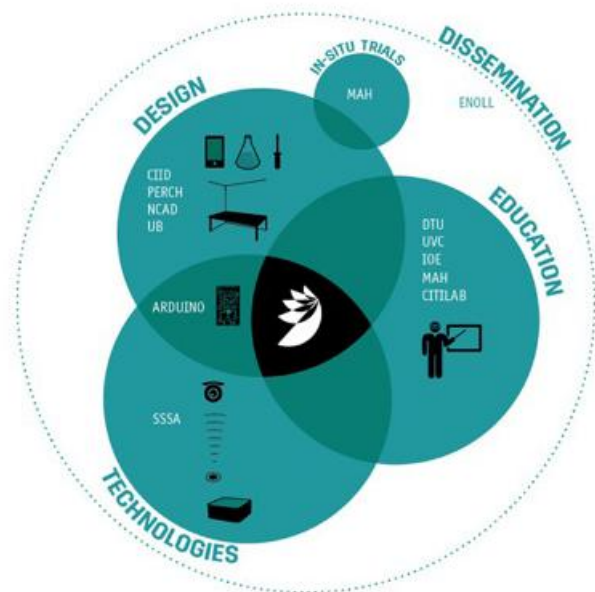 IN-SITU TRIALS
DISSEMINATION
MAH
ENOLL
DESIGN
CIID
PERCH
NCAD
UB
EDUCATION
DTU
UVC
IOE
MAH
CITILAB
ARDUINO
SSSA
TECHNOLOGIES